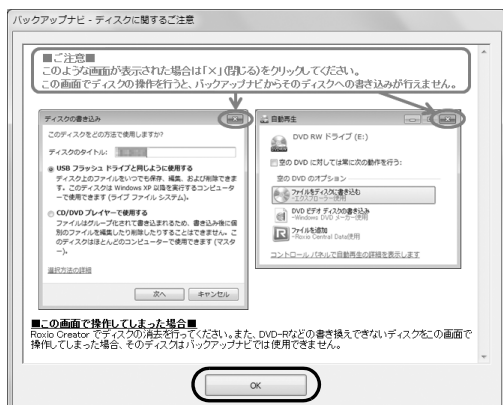 バックアップナビ - ディスクに関するご注意
■ご注意■
このような画面が表示された場合は「×」(閉じる)をクリックしてください。
この画面でディスクの操作を行うと、バックアップナビからそのディスクへの書き込みが行えません。
ディスクの書き込み
このディスクをどの方法で使用しますか?
ディスクのタイトル:
USB フラッシュ ドライブと同じように使用する
ディスク上のファイルをいつでも保存、編集、および削除できま
す。このディスクは Windows XP 以降を実行するコンピュータ
ーで使用できます (ライブ ファイル システム)。
CD/DVD プレイヤーで使用する
ファイルはグループ化されて書き込まれるため、書き込み後に個
別のファイルを編集したり削除したりすることはできません。こ
のディスクはほとんどのコンピューターで使用できます (マスタ
ー)。
選択方法の詳細
次へ
キャンセル
自動再生
DVD RW ドライブ (E:)
空の DVD に対しては常に次の動作を行う:
空の DVD のオプション
ファイルをディスクに書き込む
-エクスプローラー使用
DVD ビデオ ディスクの書き込み
-Windows DVD メーカー使用
ファイルを追加
-Roxio Central Data使用
コントロール パネルで自動再生の詳細を表示します
■この画面で操作してしまった場合■
Roxio Creator でディスクの消去を行ってください。また、DVD-Rなどの書き換えできないディスクをこの画面で
操作してしまった場合、そのディスクはバックアップナビでは使用できません。
OK